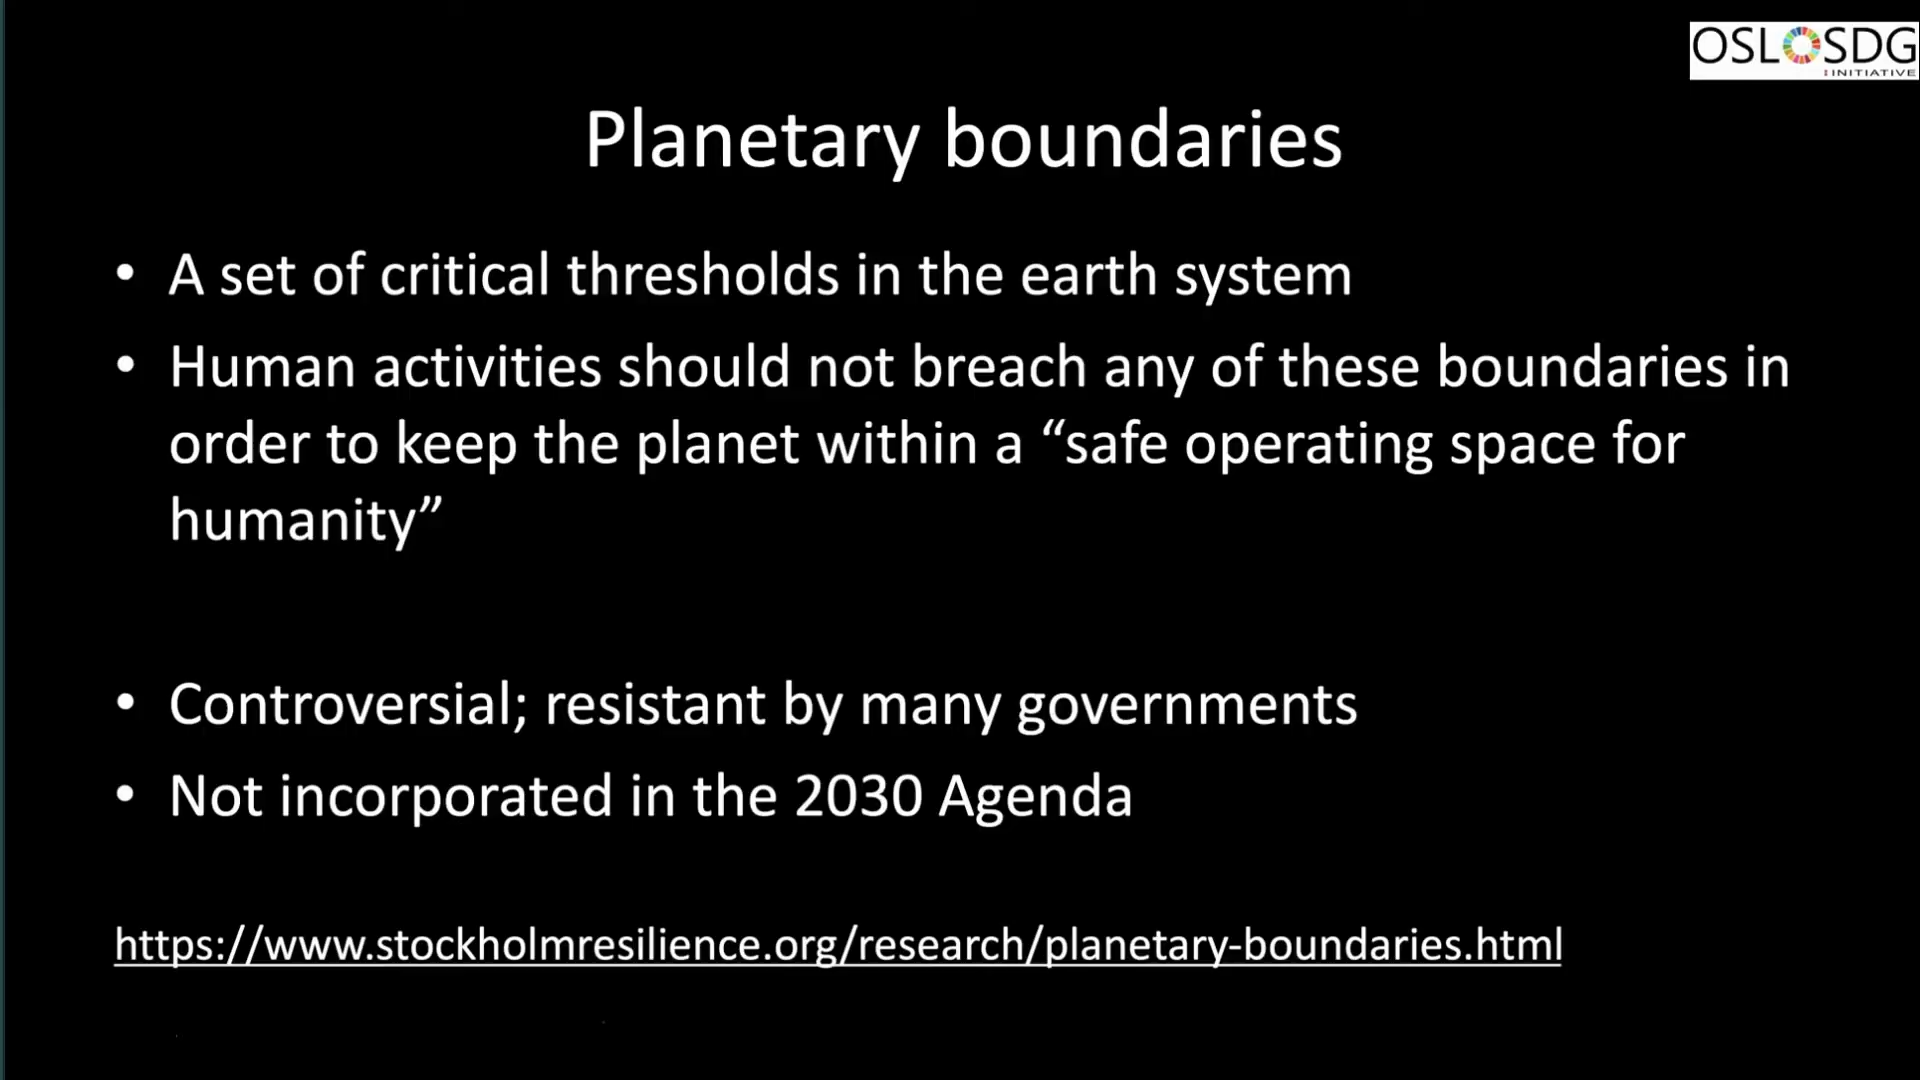 OSLOSDG
:INITIATIVE
Planetary boundaries
• A set of critical thresholds in the earth system
• Human activities should not breach any of these boundaries in
order to keep the planet within a “safe operating space for
humanity”
• Controversial; resistant by many governments
• Not incorporated in the 2030 Agenda
https://www.stockholmresilience.org/research/planetary-boundaries.html